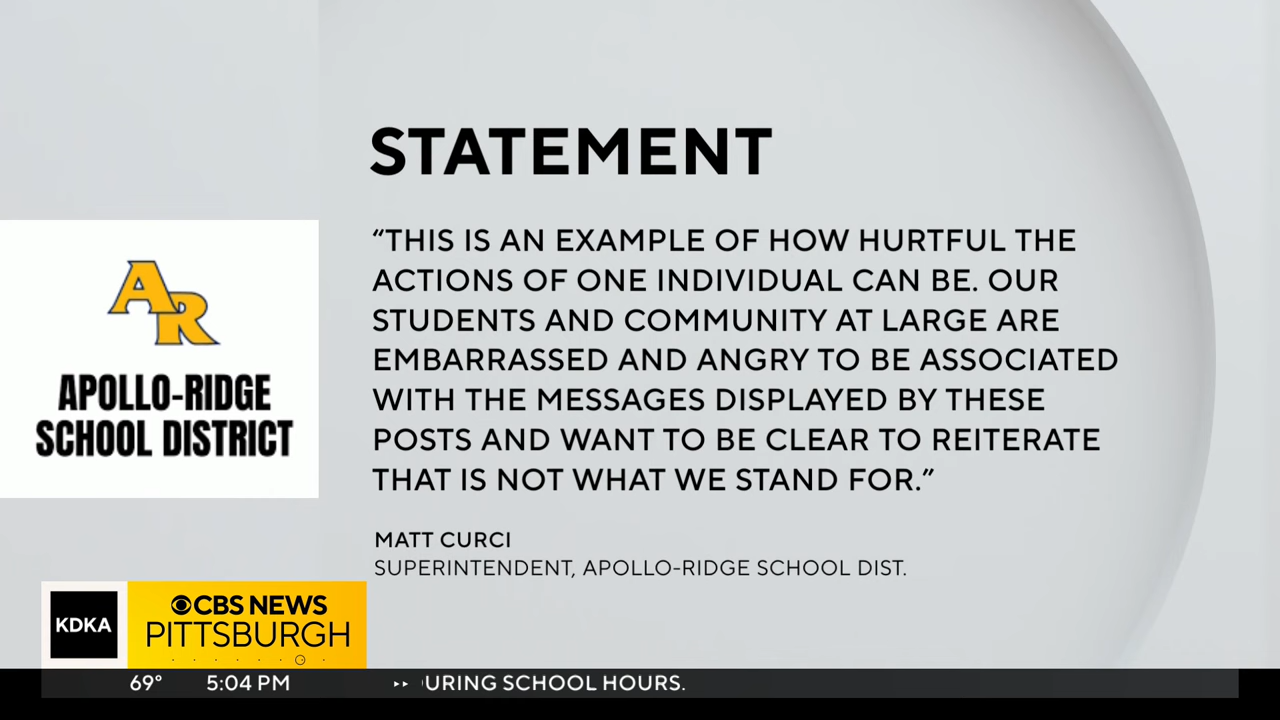 STATEMENT
“THIS IS AN EXAMPLE OF HOW HURTFUL THE
ACTIONS OF ONE INDIVIDUAL CAN BE. OUR
STUDENTS AND COMMUNITY AT LARGE ARE
EMBARRASSED AND ANGRY TO BE ASSOCIATED
WITH THE MESSAGES DISPLAYED BY THESE
POSTS AND WANT TO BE CLEAR TO REITERATE
THAT IS NOT WHAT WE STAND FOR.”
MATT CURCI
SUPERINTENDENT, APOLLO-RIDGE SCHOOL DIST.
AR
APOLLO-RIDGE
SCHOOL DISTRICT
KDKA
CBS NEWS
PITTSBURGH
69° 5:04 PM URING SCHOOL HOURS.